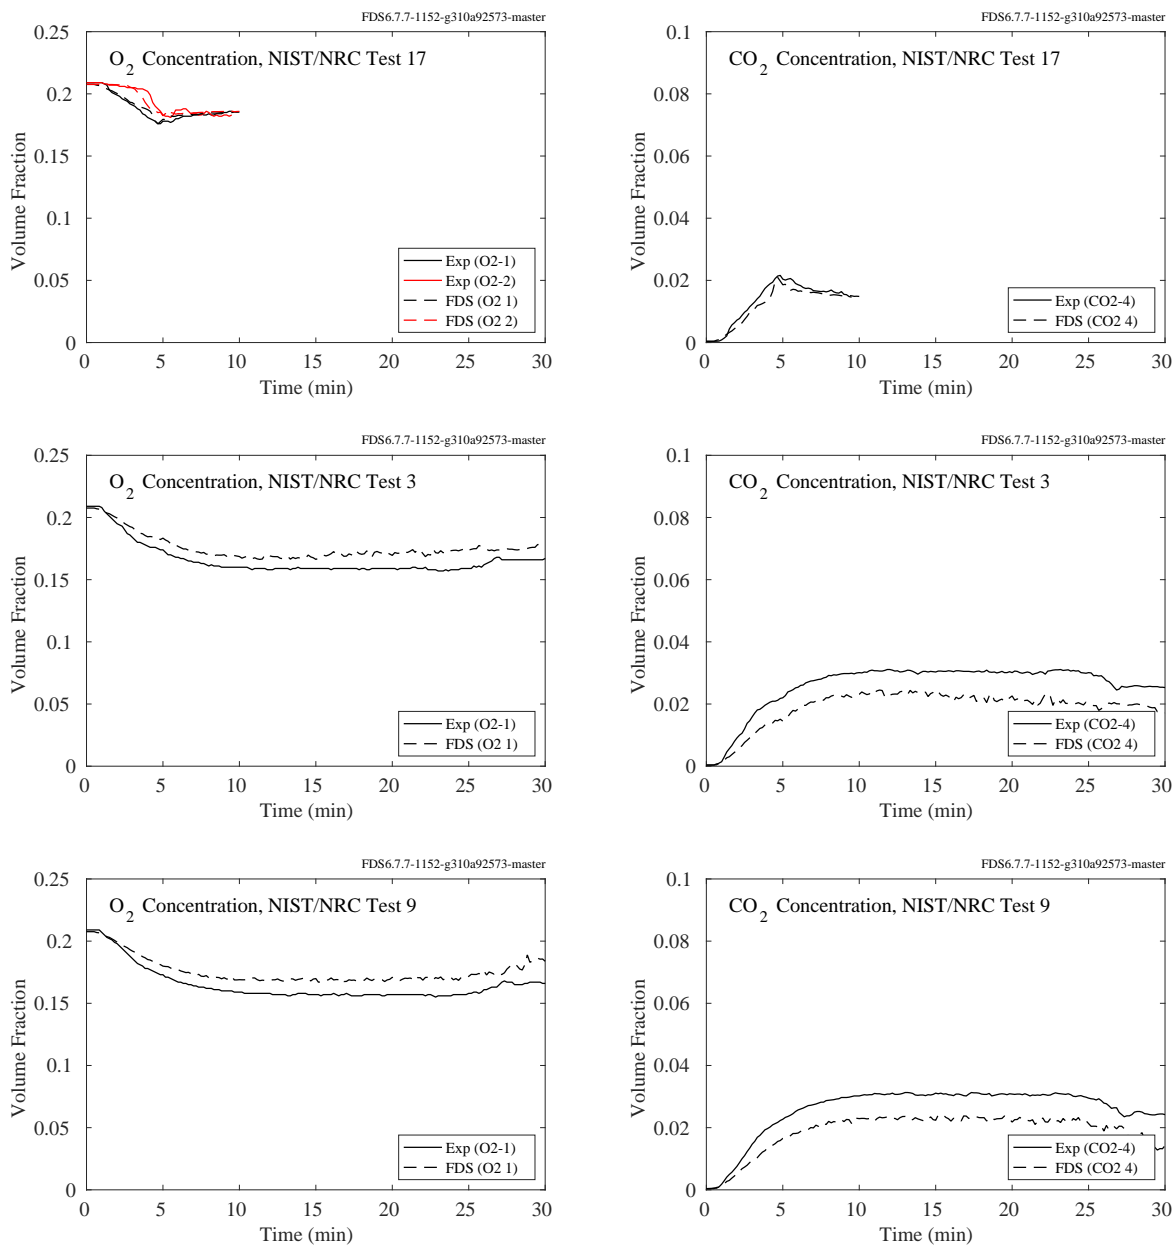 FDS6.7.7-1152-g310a92573-master
O2 Concentration, NIST/NRC Test 17
Volume Fraction
0.25
0.2
0.15
0.1
0.05
0
Exp (O2-1)
Exp (O2-2)
FDS (O2 1)
FDS (O2 2)
0 5 10 15 20 25 30
Time (min)
FDS6.7.7-1152-g310a92573-master
CO2 Concentration, NIST/NRC Test 17
Volume Fraction
0.1
0.08
0.06
0.04
0.02
0
Exp (CO2-4)
FDS (CO2 4)
0 5 10 15 20 25 30
Time (min)
FDS6.7.7-1152-g310a92573-master
O2 Concentration, NIST/NRC Test 3
Volume Fraction
0.25
0.2
0.15
0.1
0.05
0
Exp (O2-1)
FDS (O2 1)
0 5 10 15 20 25 30
Time (min)
FDS6.7.7-1152-g310a92573-master
CO2 Concentration, NIST/NRC Test 3
Volume Fraction
0.1
0.08
0.06
0.04
0.02
0
Exp (CO2-4)
FDS (CO2 4)
0 5 10 15 20 25 30
Time (min)
FDS6.7.7-1152-g310a92573-master
O2 Concentration, NIST/NRC Test 9
Volume Fraction
0.25
0.2
0.15
0.1
0.05
0
Exp (O2-1)
FDS (O2 1)
0 5 10 15 20 25 30
Time (min)
FDS6.7.7-1152-g310a92573-master
CO2 Concentration, NIST/NRC Test 9
Volume Fraction
0.1
0.08
0.06
0.04
0.02
0
Exp (CO2-4)
FDS (CO2 4)
0 5 10 15 20 25 30
Time (min)